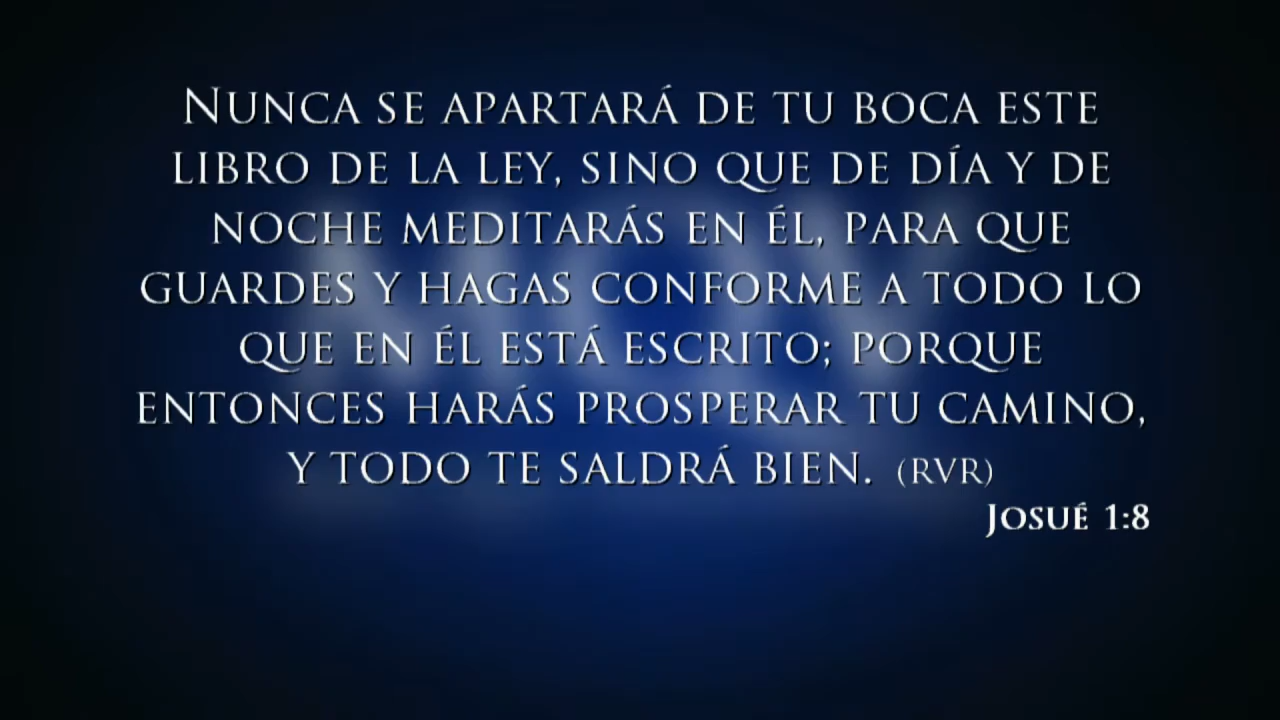 Nunca se apartará de tu boca este
libro de la ley, sino que de día y de
noche meditarás en él, para que
guardes y hagas conforme a todo lo
que en él está escrito; porque
entonces harás prosperar tu camino,
y todo te saldrá bien. (RVR)
Josué 1:8